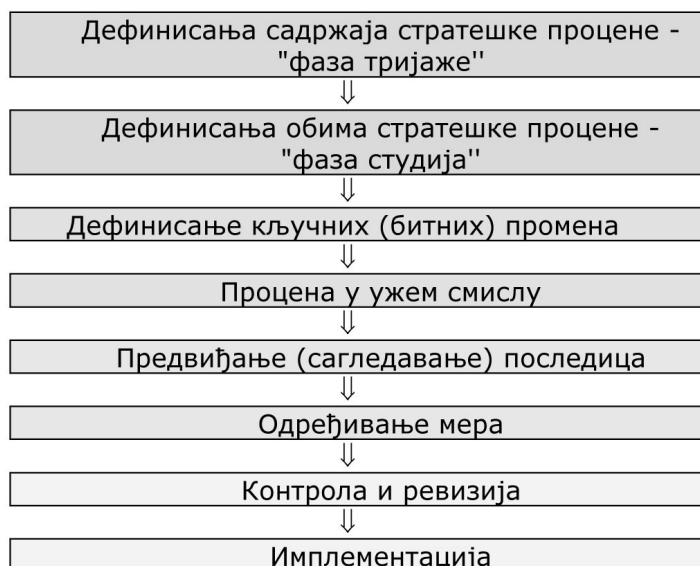 Дефинисања садржаја стратешке процене -
"фаза тријаже''
⇓
Дефинисања обима стратешке процене -
"фаза студија''
⇓
Дефинисање кључних (битних) промена
⇓
Процена у ужем смислу
⇓
Предвиђање (сагледавање) последица
⇓
Одређивање мера
⇓
Контрола и ревизија
⇓
Имплементација